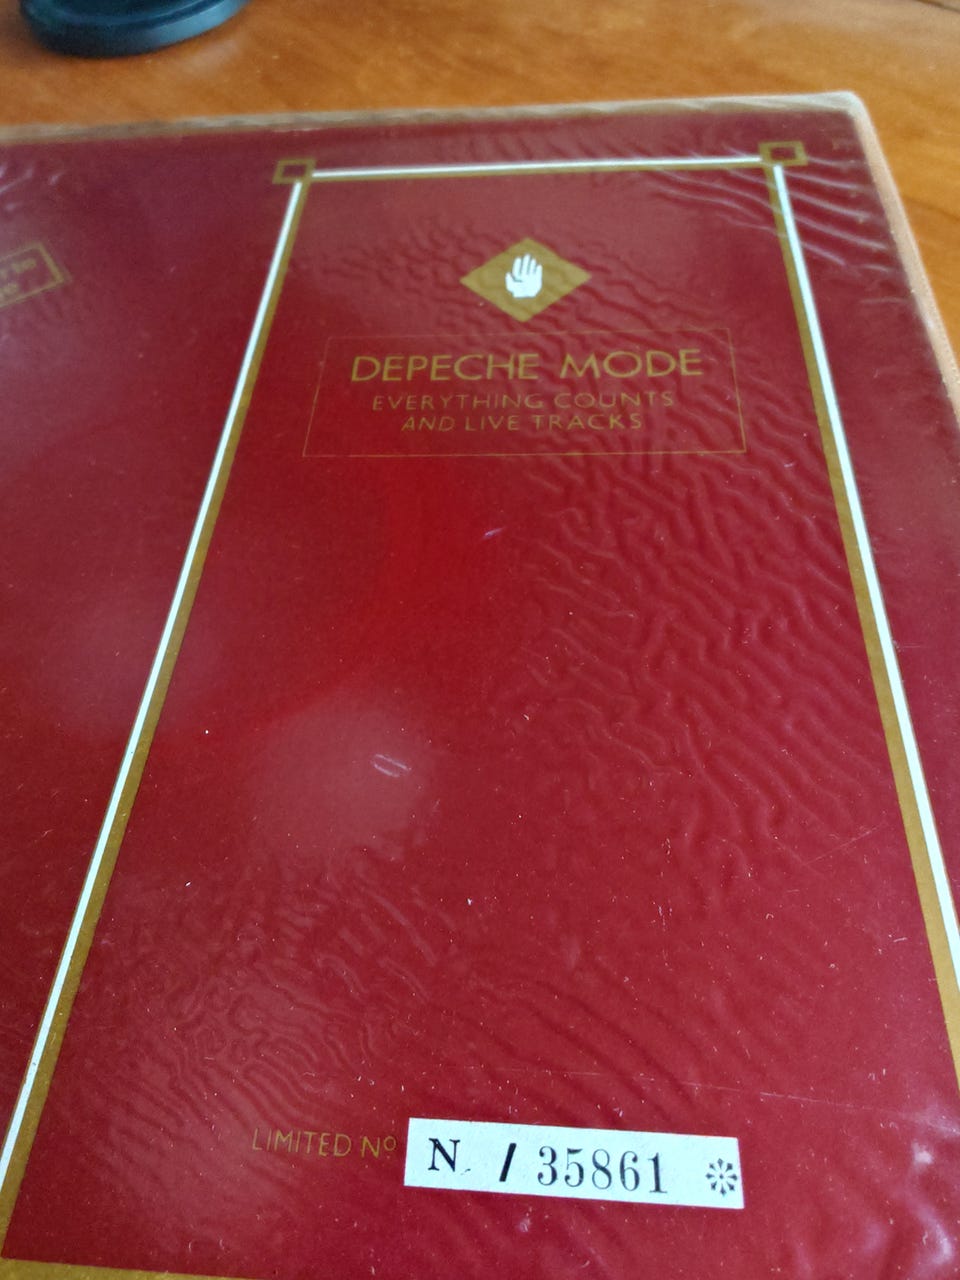 DEPECHE MODE
EVERYTHING COUNTS
AND LIVE TRACKS
LIMITED Nº N. / 35861 ❇